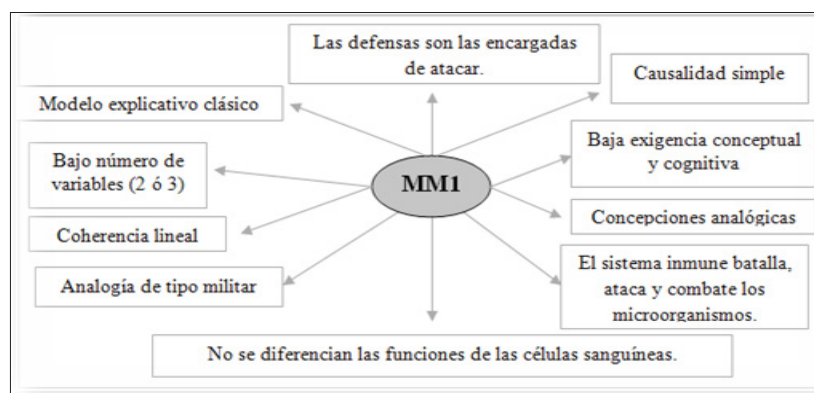 Las defensas son las encargadas
de atacar.
Causalidad simple
Modelo explicativo clásico
Baja exigencia conceptual
y cognitiva
Bajo número de
variables (2 ó 3)
MM1
Concepciones analógicas
Coherencia lineal
El sistema inmune batalla,
ataca y combate los
microorganismos.
Analogía de tipo militar
No se diferencian las funciones de las células sanguíneas.